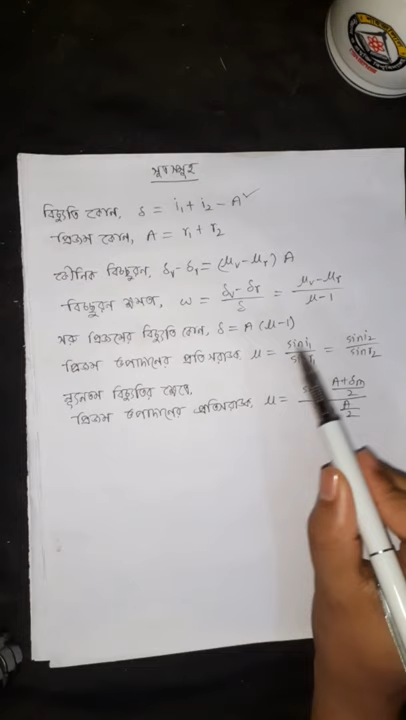 সূত্রসমূহ
বিচ্যুতি কোন, δ = i₁ + i₂ - A ✓
প্রিজম কোন, A = r₁ + r₂
কৌনিক বিচ্ছুরন, δᵥ - δᵣ = (μᵥ - μᵣ) A
বিচ্ছুরন ক্ষমতা, ω = (δᵥ - δᵣ)/δ = (μᵥ - μᵣ)/(μ - 1)
সরু প্রিজমের বিচ্যুতি কোন, δ = A (μ-1)
প্রিজম উপাদানের প্রতিসরাঙ্ক, μ = sin i₁/sin r₁ = sin i₂/sin r₂
ন্যূনতম বিচ্যুতির ক্ষেত্রে,
প্রিজম উপাদানের প্রতিসরাঙ্ক, μ = (A+δm)/2 / A/2